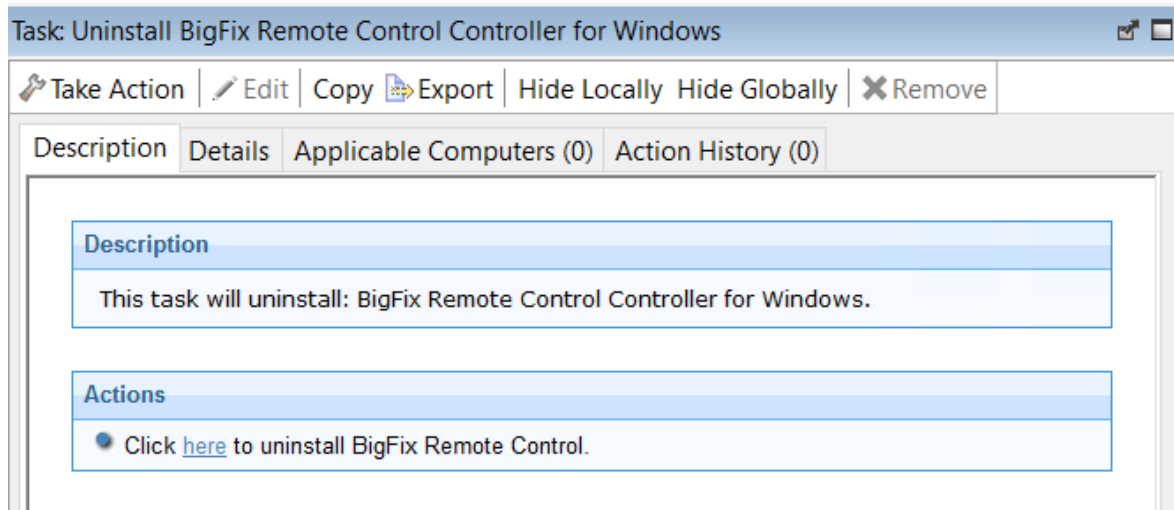 Task: Uninstall BigFix Remote Control Controller for Windows
Take Action Edit Copy Export Hide Locally Hide Globally Remove
Description Details Applicable Computers (0) Action History (0)
Description
This task will uninstall: BigFix Remote Control Controller for Windows.
Actions
Click here to uninstall BigFix Remote Control.